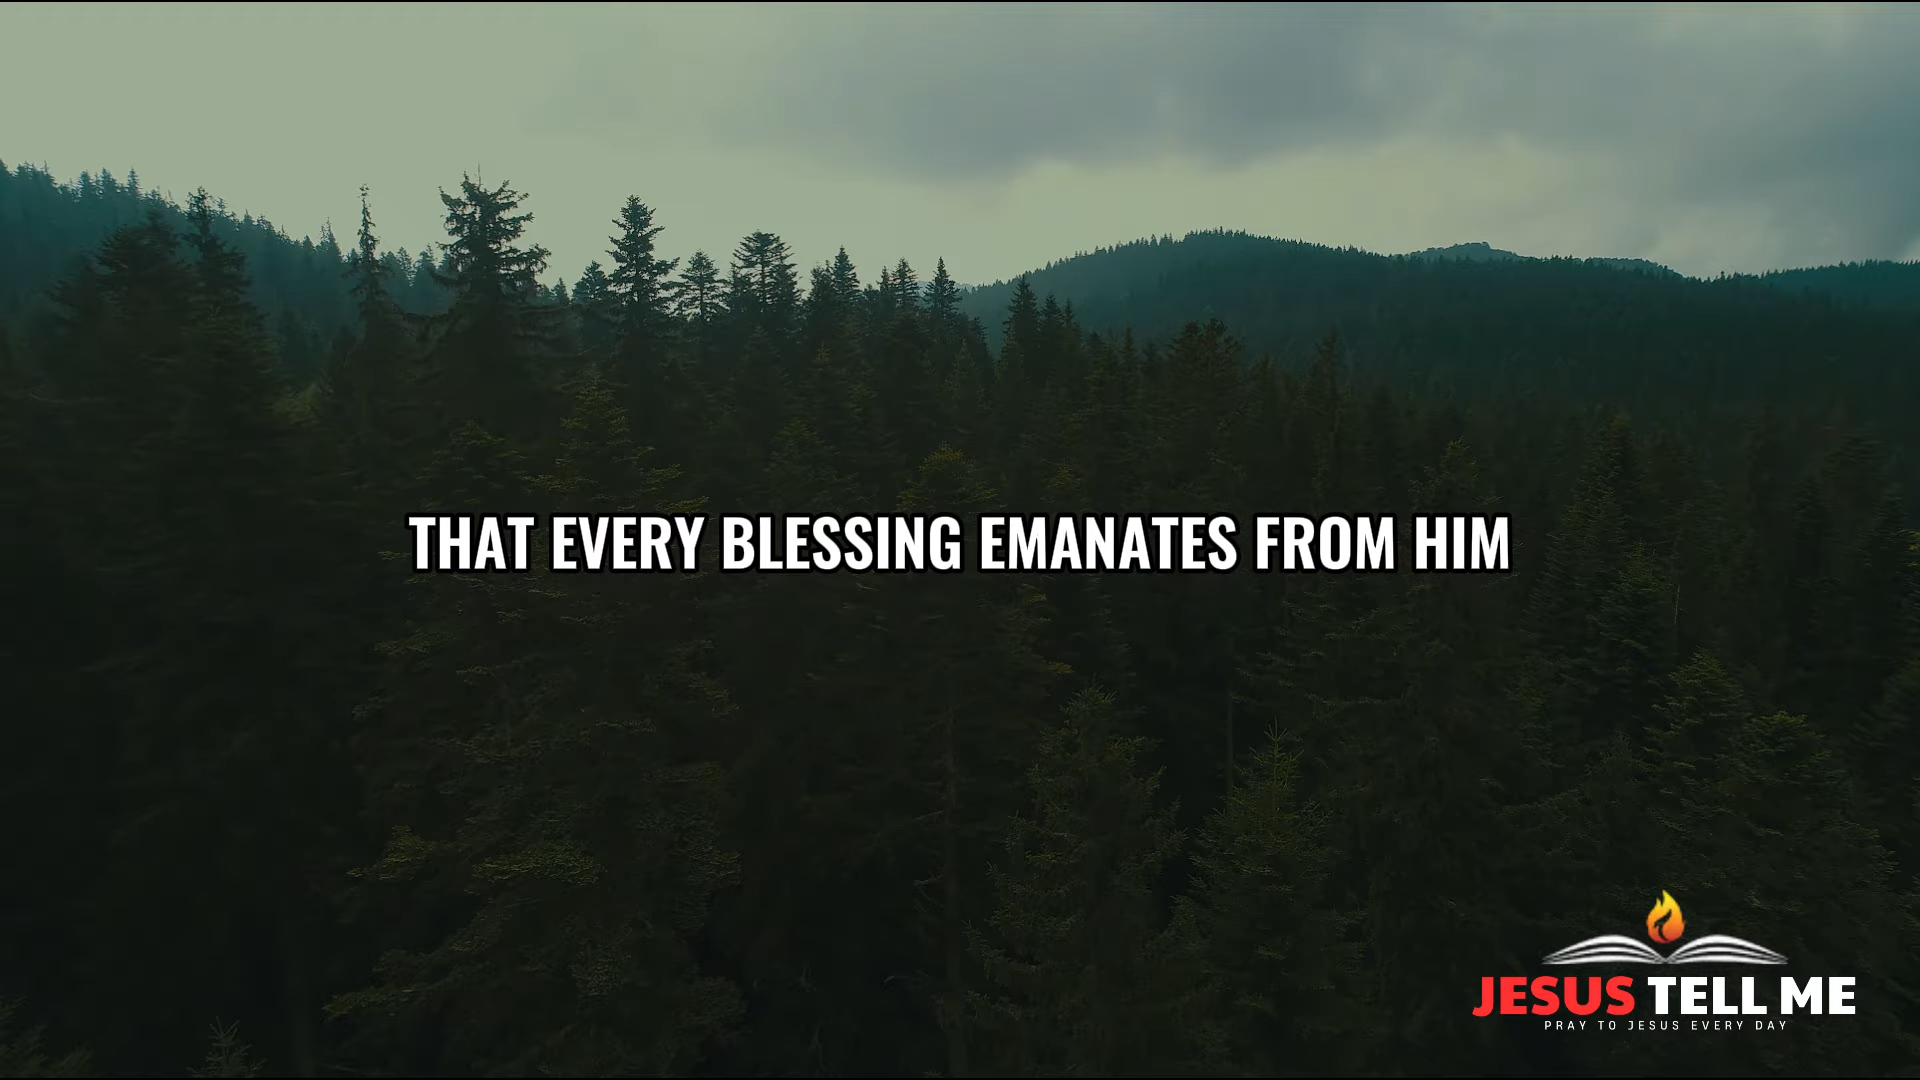 THAT EVERY BLESSING EMANATES FROM HIM
JESUS TELL ME
PRAY TO JESUS EVERY DAY